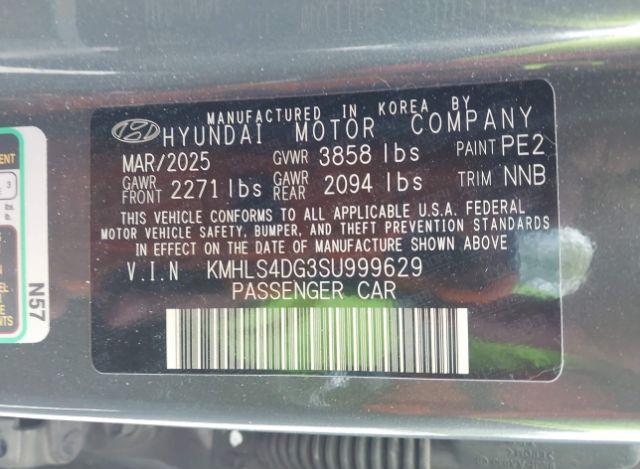 MANUFACTURED IN KOREA BY
HYUNDAI MOTOR COMPANY
MAR/2025 GVWR 3858 lbs PAINT PE2
GAWR FRONT 2271 lbs GAWR REAR 2094 lbs TRIM NNB
THIS VEHICLE CONFORMS TO ALL APPLICABLE U.S.A. FEDERAL
MOTOR VEHICLE SAFETY, BUMPER, AND THEFT PREVENTION STANDARDS
IN EFFECT ON THE DATE OF MANUFACTURE SHOWN ABOVE
V.I.N KMHLS4DG3SU999629
PASSENGER CAR
N57
3